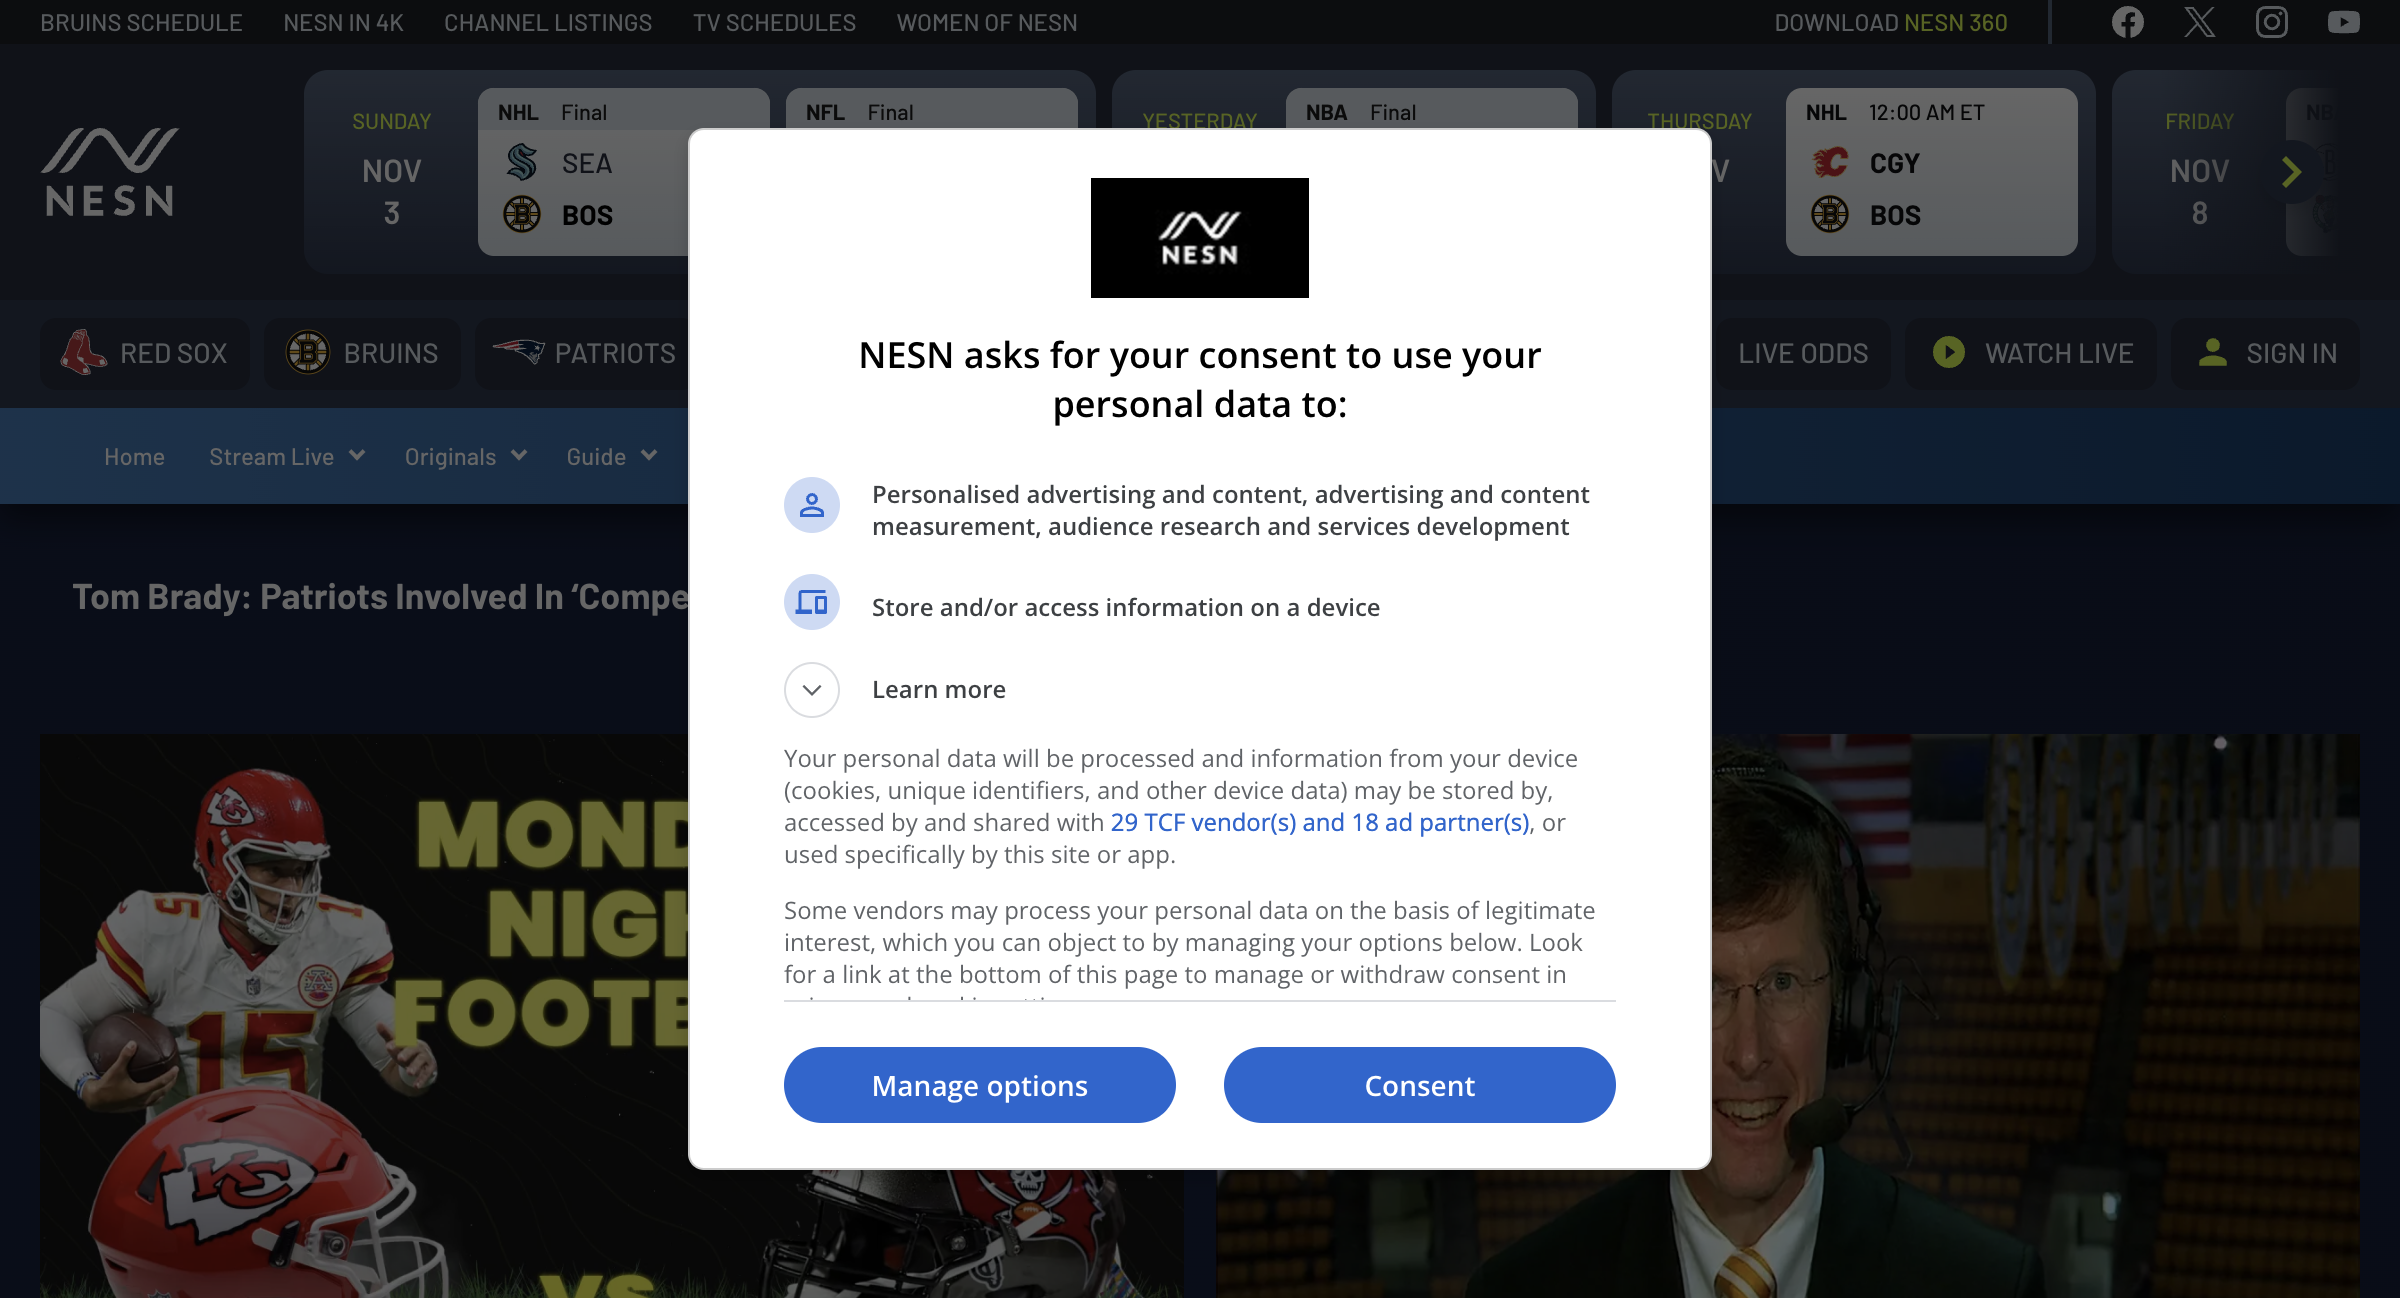 BRUINS SCHEDULE NESN IN 4K CHANNEL LISTINGS TV SCHEDULES WOMEN OF NESN DOWNLOAD NESN 360
NESN
SUNDAY
NOV
3
NHL Final
SEA
BOS
NFL Final
YESTERDAY
NBA Final
THURSDAY
V
NHL 12:00 AM ET
CGY
BOS
FRIDAY
NOV
8
RED SOX BRUINS PATRIOTS LIVE ODDS WATCH LIVE SIGN IN
Home Stream Live Originals Guide
Tom Brady: Patriots Involved In ‘Compe
MOND
NIGH
FOOTB
15
15
VS
NESN
NESN asks for your consent to use your
personal data to:
Personalised advertising and content, advertising and content
measurement, audience research and services development
Store and/or access information on a device
Learn more
Your personal data will be processed and information from your device
(cookies, unique identifiers, and other device data) may be stored by,
accessed by and shared with 29 TCF vendor(s) and 18 ad partner(s), or
used specifically by this site or app.
Some vendors may process your personal data on the basis of legitimate
interest, which you can object to by managing your options below. Look
for a link at the bottom of this page to manage or withdraw consent in
Manage options Consent